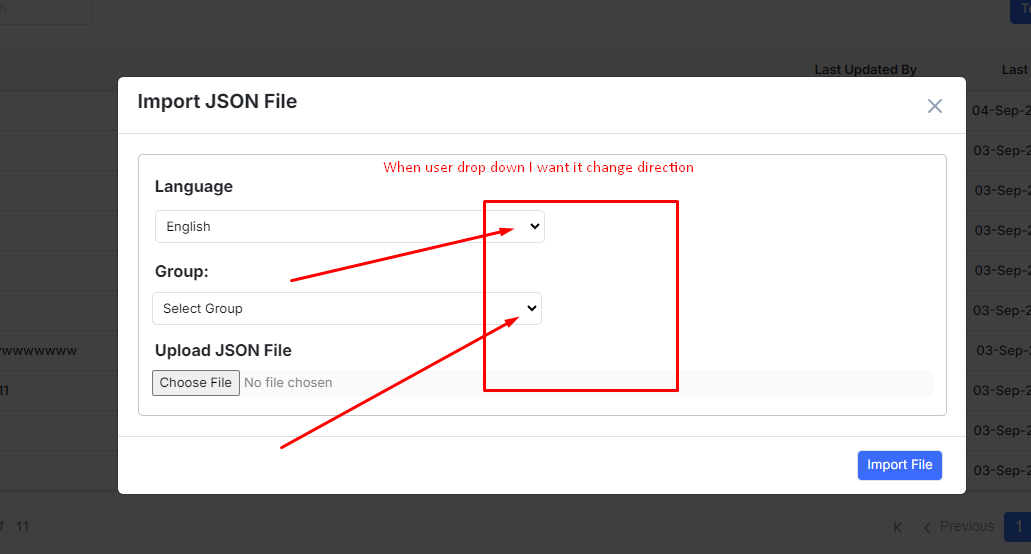 n
T
Last Updated By
Last
Import JSON File
04-Sep-2
When user drop down I want it change direction
03-Sep-2
Language
03-Sep-2
English
03-Sep-2
Group:
03-Sep-2
Select Group
03-Sep-2
Upload JSON File
wwwwwwww
03-Sep-2
Choose File No file chosen
11
03-Sep-2
03-Sep-2
Import File
03-Sep-2
f 11
Previous
1